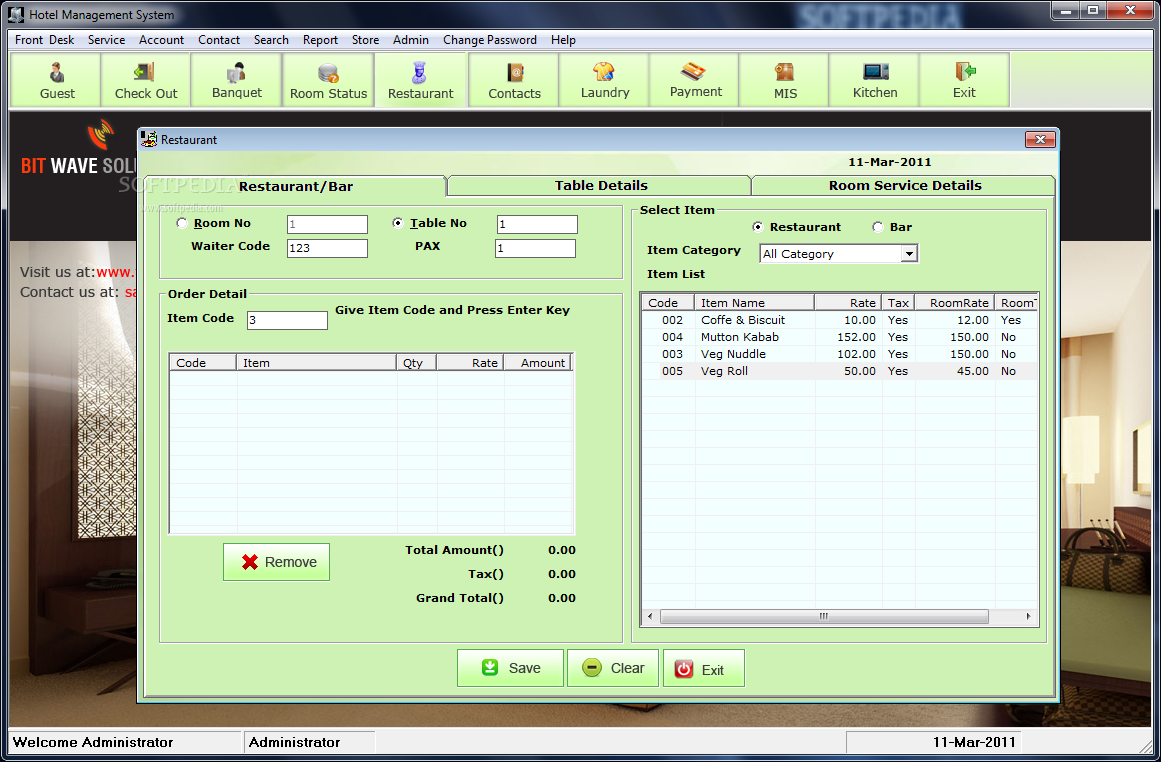 Hotel Management System
SOFTPEDIA
Front Desk Service Account Contact Search Report Store Admin Change Password Help
Guest Check Out Banquet Room Status Restaurant Contacts Laundry Payment MIS Kitchen Exit
BIT WAVE SOLU
Restaurant
11-Mar-2011
SOFTPEDIA
www.softpedia.com
Restaurant/Bar Table Details Room Service Details
Visit us at:www.
Contact us at: sa
Room No 1 Table No 1
Waiter Code 123 PAX 1
Order Detail
Item Code 3 Give Item Code and Press Enter Key
Code Item Qty Rate Amount
Remove
Total Amount() 0.00
Tax() 0.00
Grand Total() 0.00
Select Item
Restaurant Bar
Item Category All Category
Item List
Code Item Name Rate Tax RoomRate RoomT
002 Coffe & Biscuit 10.00 Yes 12.00 Yes
004 Mutton Kabab 152.00 Yes 150.00 No
003 Veg Nuddle 102.00 Yes 150.00 No
005 Veg Roll 50.00 Yes 45.00 No
Save Clear Exit
Welcome Administrator Administrator 11-Mar-2011